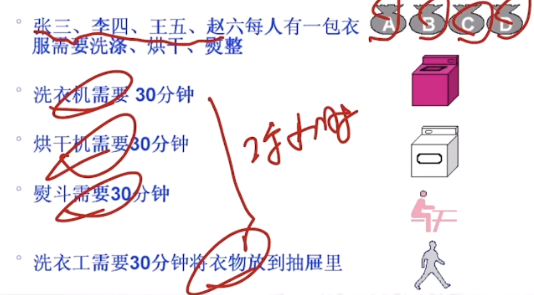 张三、李四、王五、赵六每人有一包衣
服需要洗涤、烘干、熨整
A B C D
洗衣机需要 30分钟
烘干机需要30分钟
熨斗需要30分钟
2个小时
洗衣工需要30分钟将衣物放到抽屉里